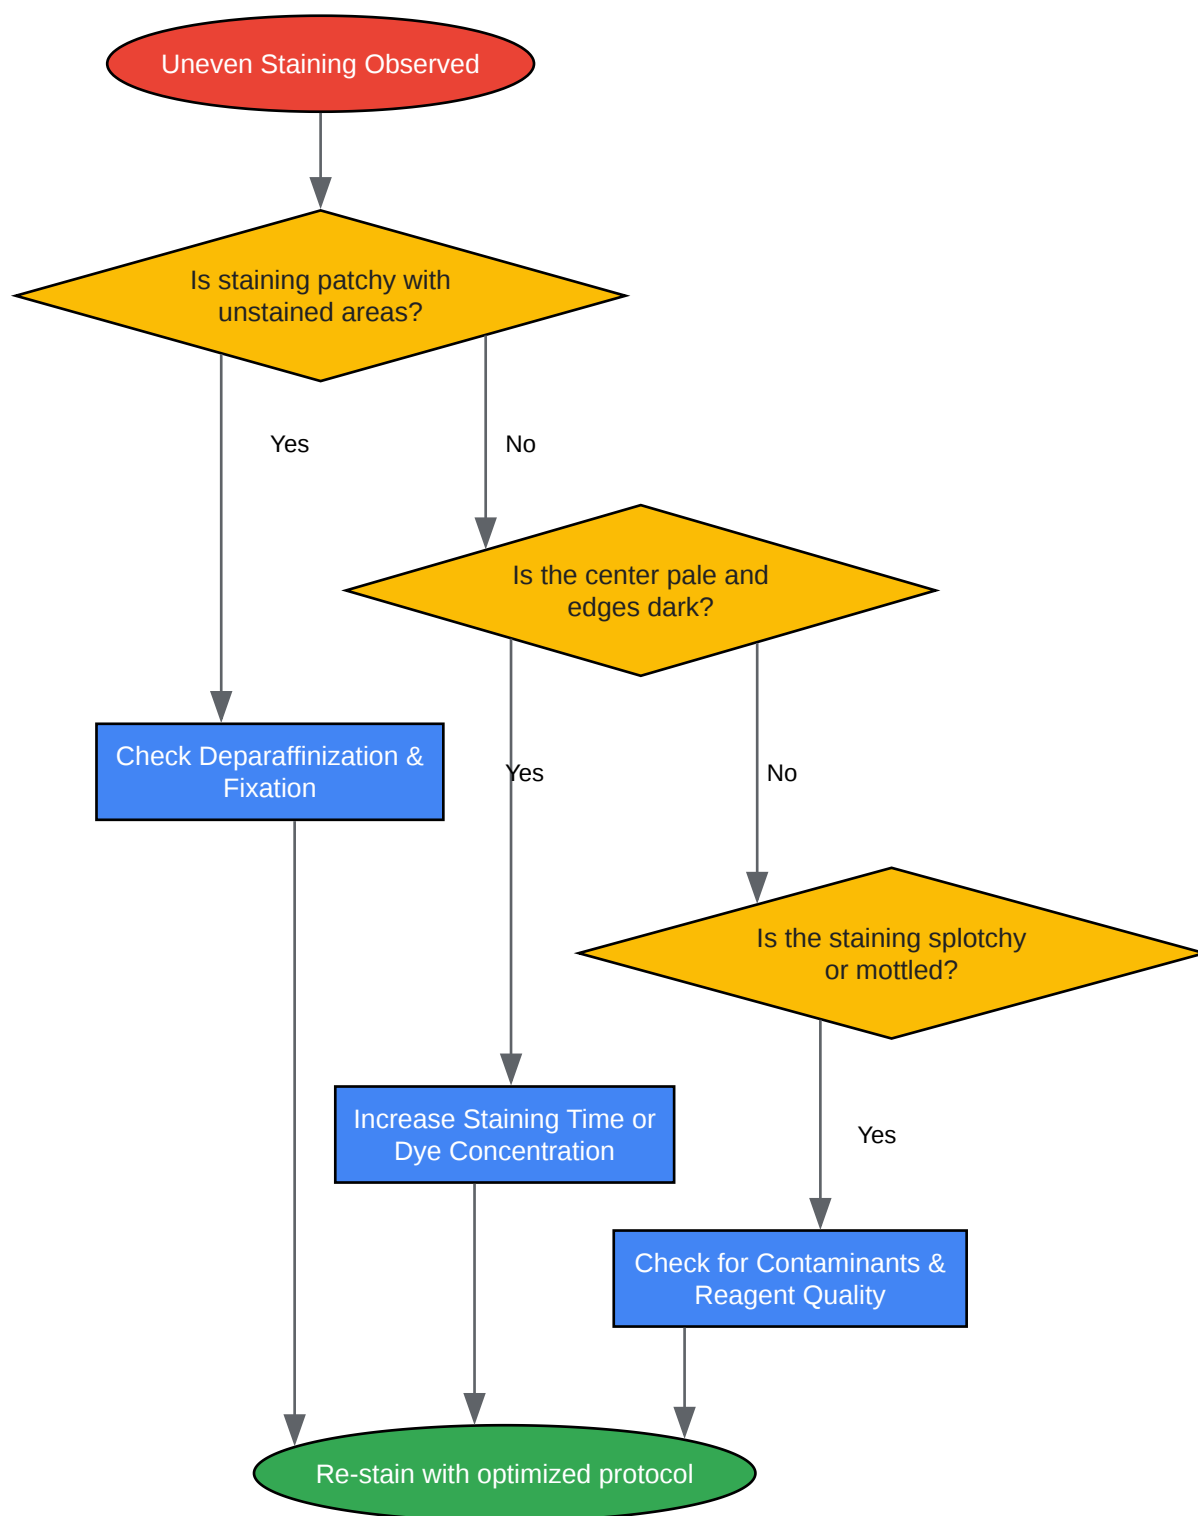 Uneven Staining Observed
Is staining patchy with
unstained areas?
Yes
No
Is the center pale and
edges dark?
Check Deparaffinization &
Fixation
Yes
No
Is the staining splotchy
or mottled?
Increase Staining Time or
Dye Concentration
Yes
Check for Contaminants &
Reagent Quality
Re-stain with optimized protocol